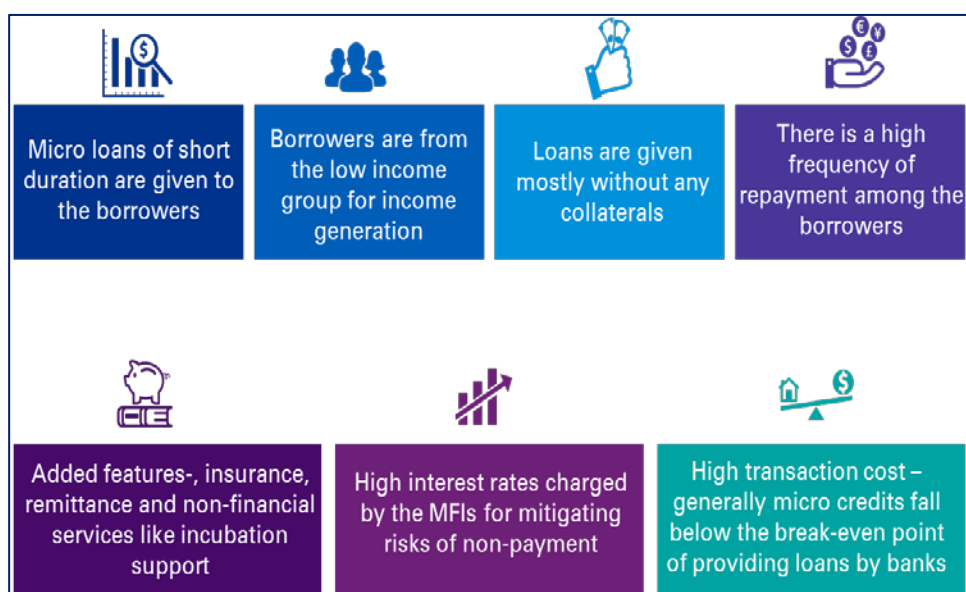 Micro loans of short
duration are given to
the borrowers
Borrowers are from
the low income
group for income
generation
Loans are given
mostly without any
collaterals
There is a high
frequency of
repayment among the
borrowers
Added features-, insurance,
remittance and non-financial
services like incubation
support
High interest rates charged
by the MFIs for mitigating
risks of non-payment
High transaction cost –
generally micro credits fall
below the break-even point
of providing loans by banks